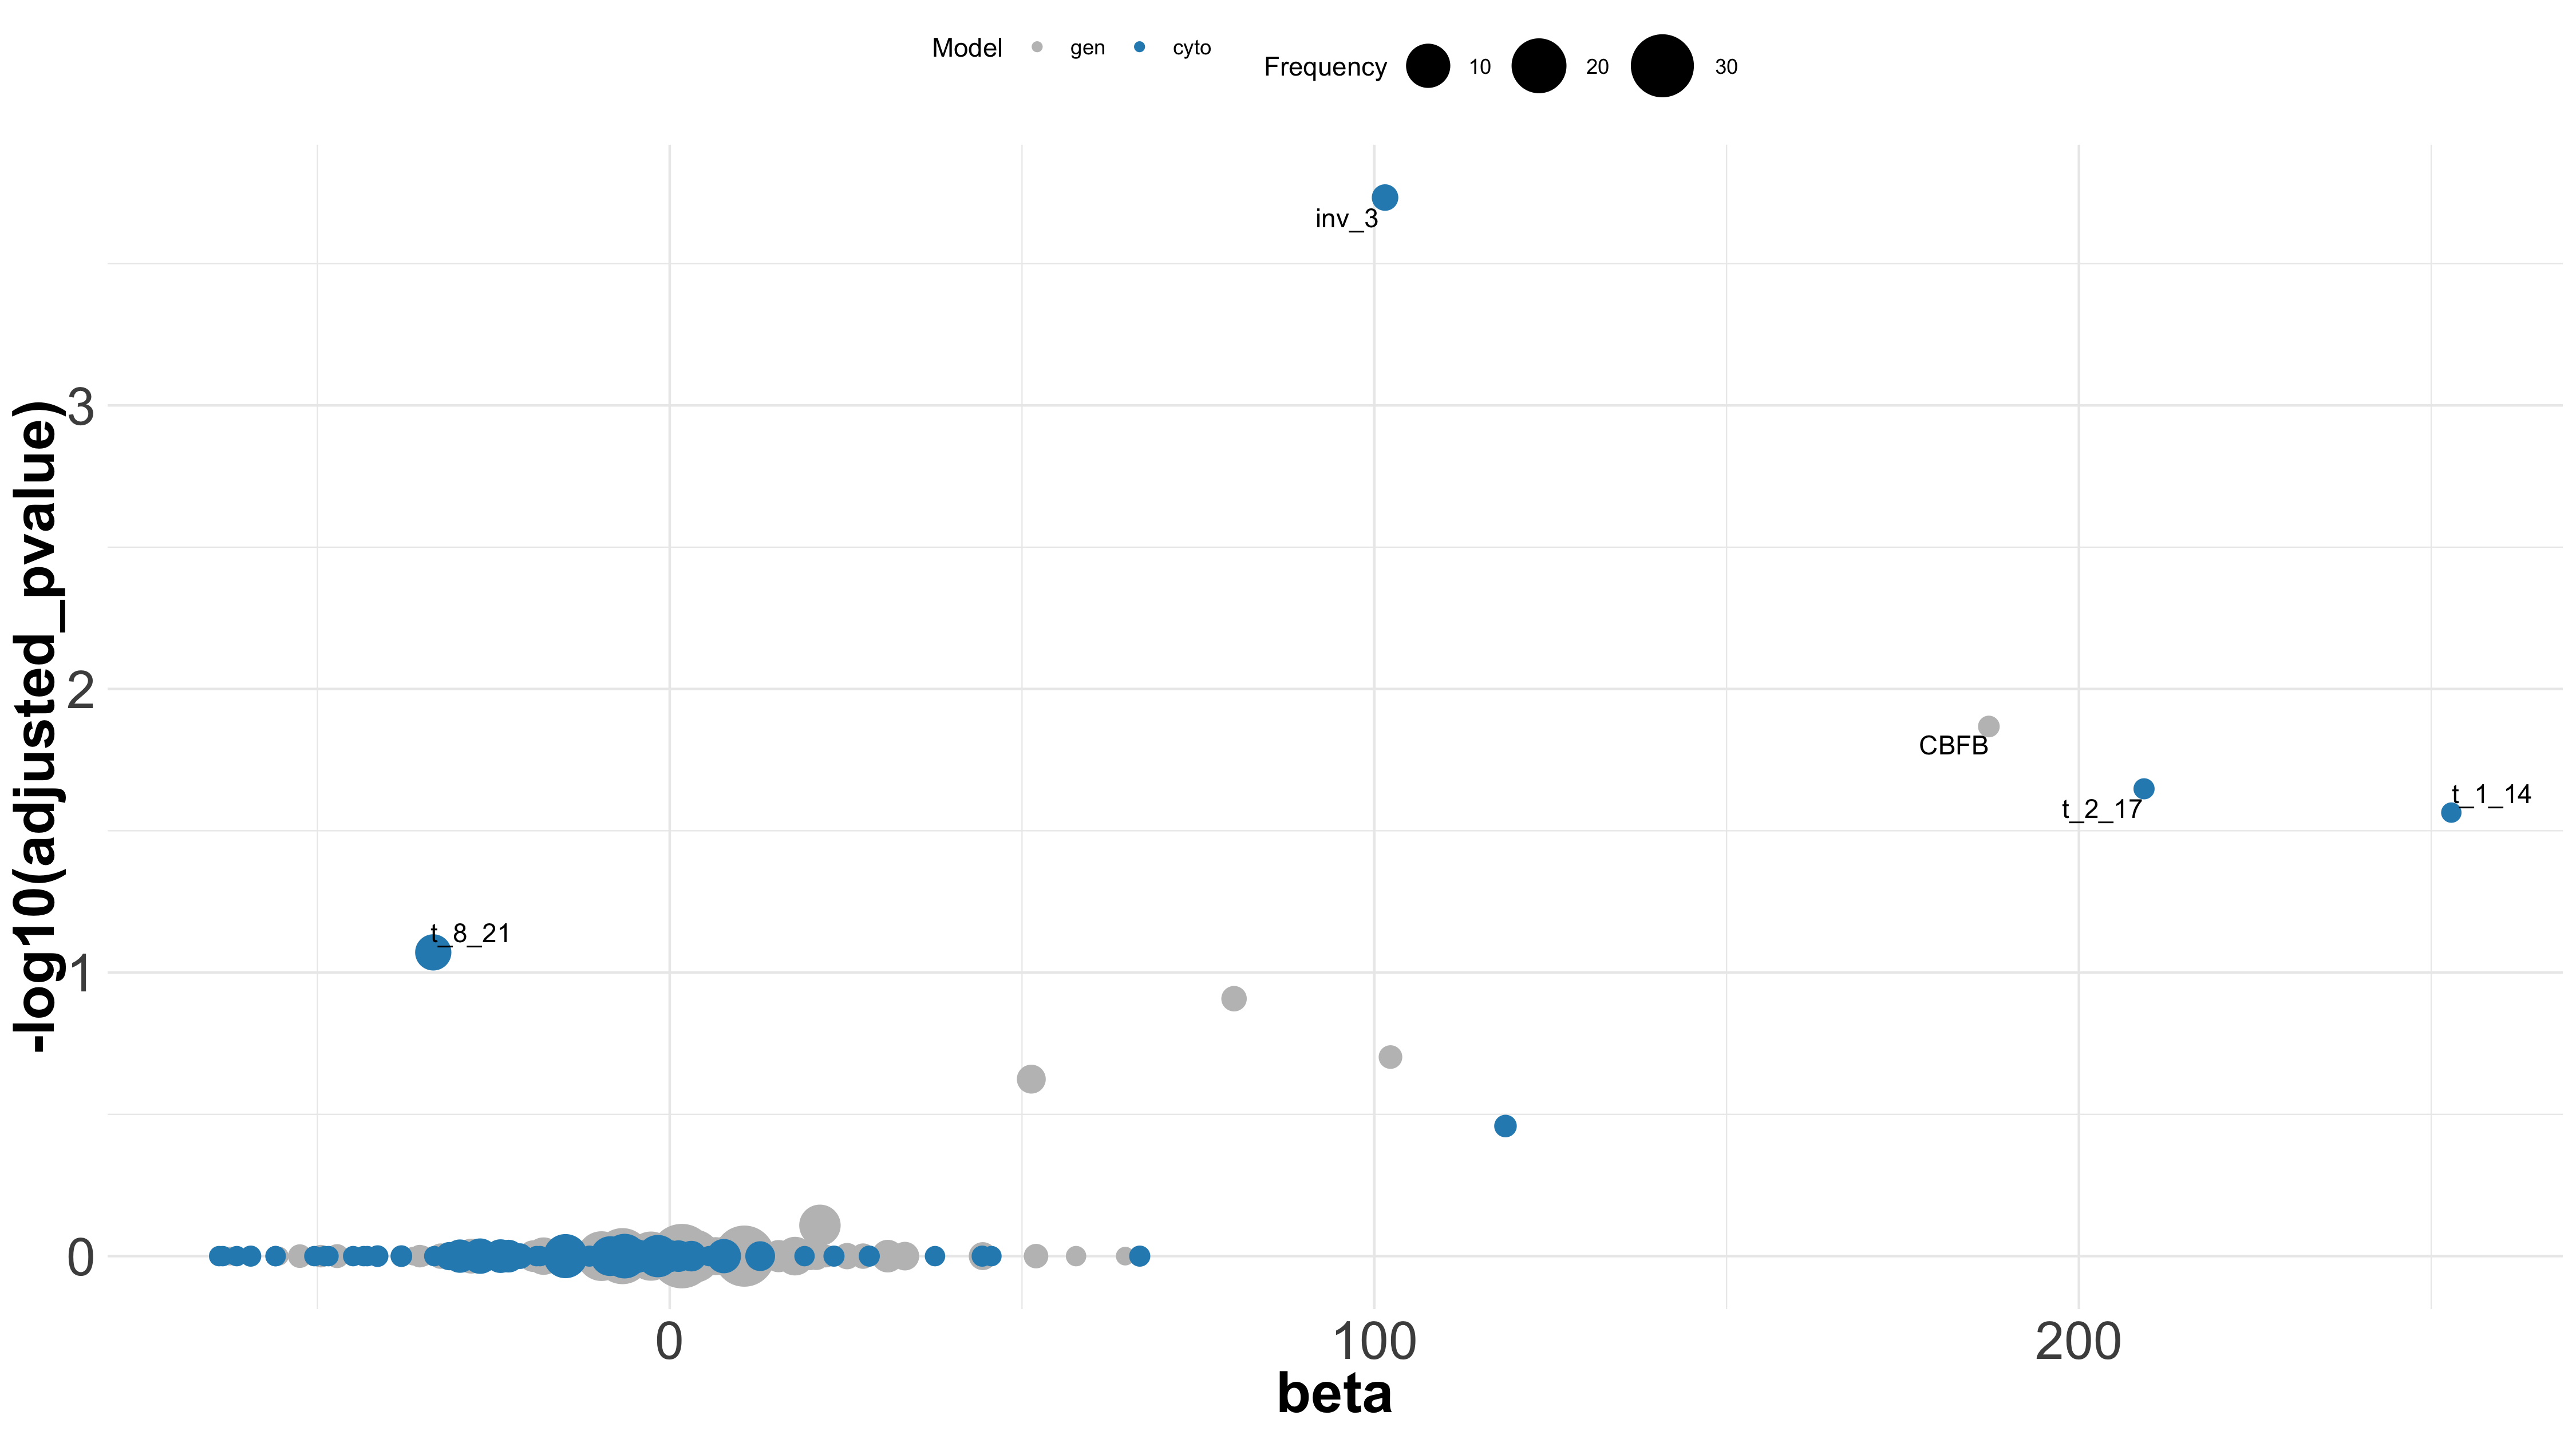 Model gen cyto Frequency 10 20 30
inv_3
3
2
CBFB
t_2_17
t_1_14
t_8_21
1
0
-log10(adjusted_pvalue)
0 100 200
beta